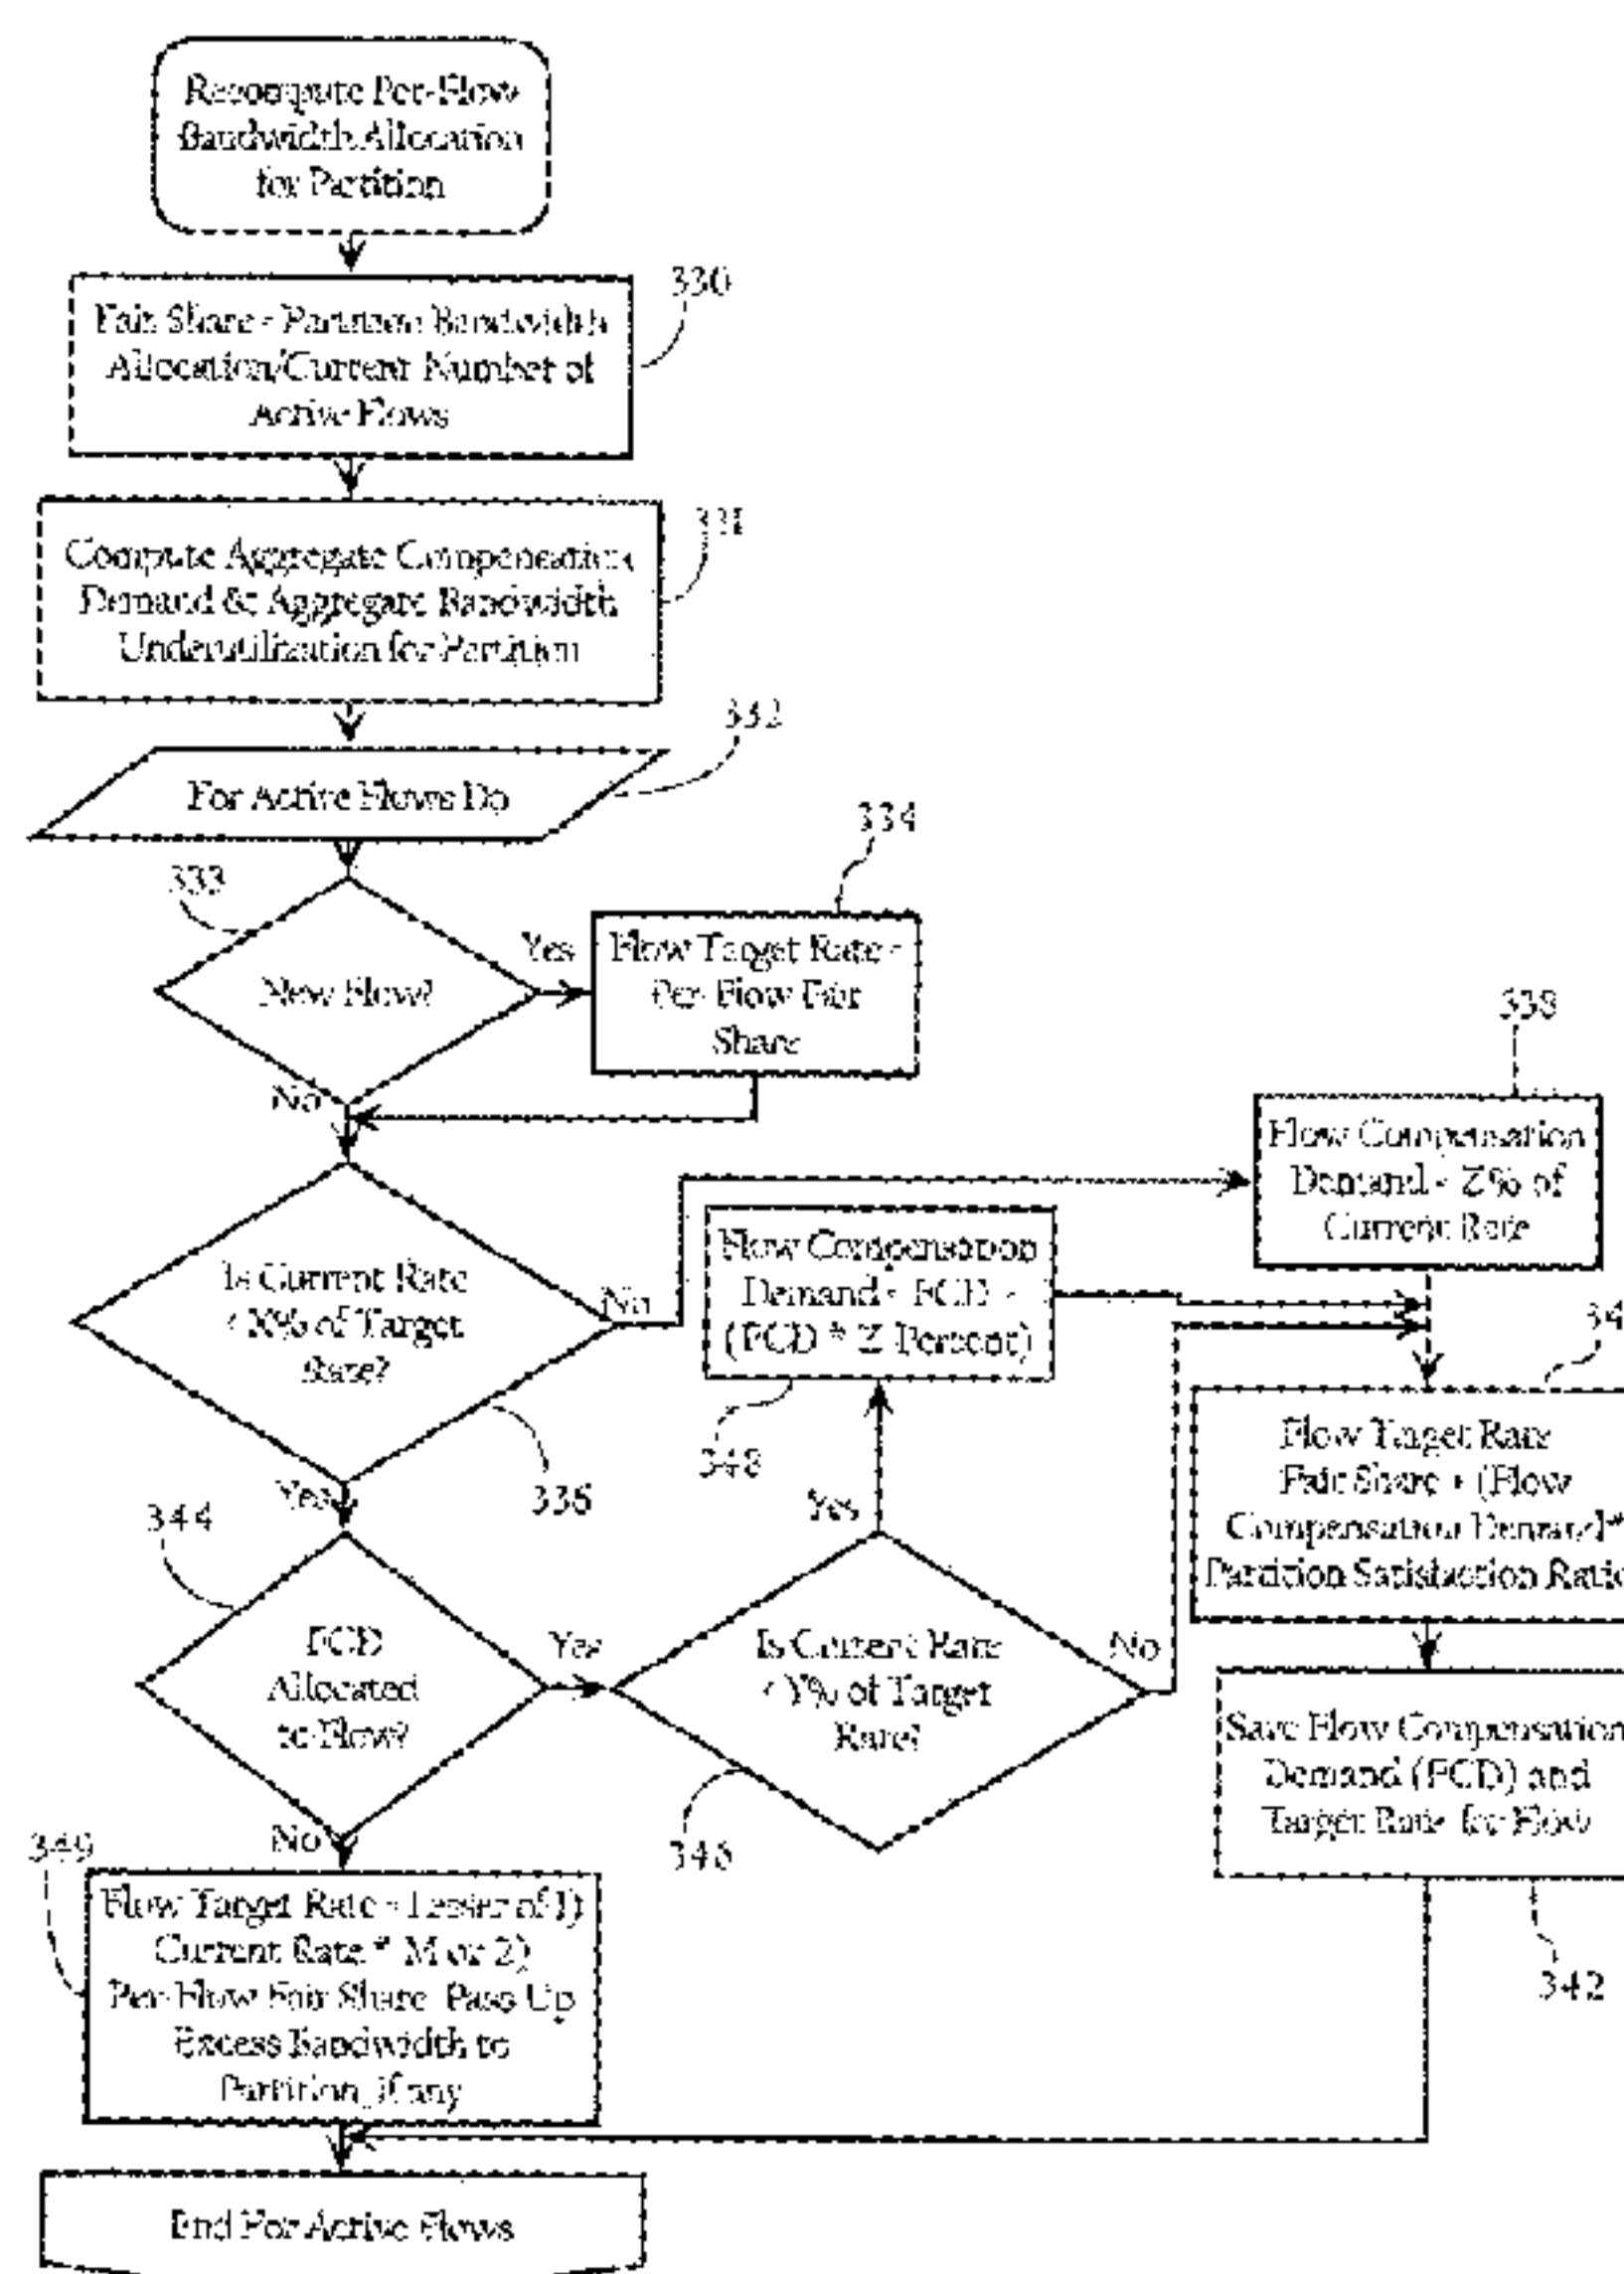 Recompute Per-Flow
Bandwidth Allocation
for Partition
330
Fair Share = Partition Bandwidth
Allocation/Current Number of
Active Flows
331
Compute Aggregate Compensation
Demand & Aggregate Bandwidth
Underutilization for Partition
332
For Active Flows Do
333
334
New Flow?
Yes
Flow Target Rate =
Per-Flow Fair
Share
No
338
Flow Compensation
Demand = Z% of
Current Rate
Is Current Rate
< X% of Target
Rate?
No
Flow Compensation
Demand = FCD -
(FCD * Z Percent)
34
348
336
Yes
Yes
344
Flow Target Rate
Fair Share + (Flow
Compensation Demand*
Partition Satisfaction Ratio
FCD
Allocated
to Flow?
Yes
Is Current Rate
< Y% of Target
Rate?
No
346
Save Flow Compensation
Demand (FCD) and
Target Rate for Flow
342
No
349
Flow Target Rate = Lesser of 1)
Current Rate * M or 2)
Per-Flow Fair Share Pass Up
Excess Bandwidth to
Partition, if any
End For Active Flows